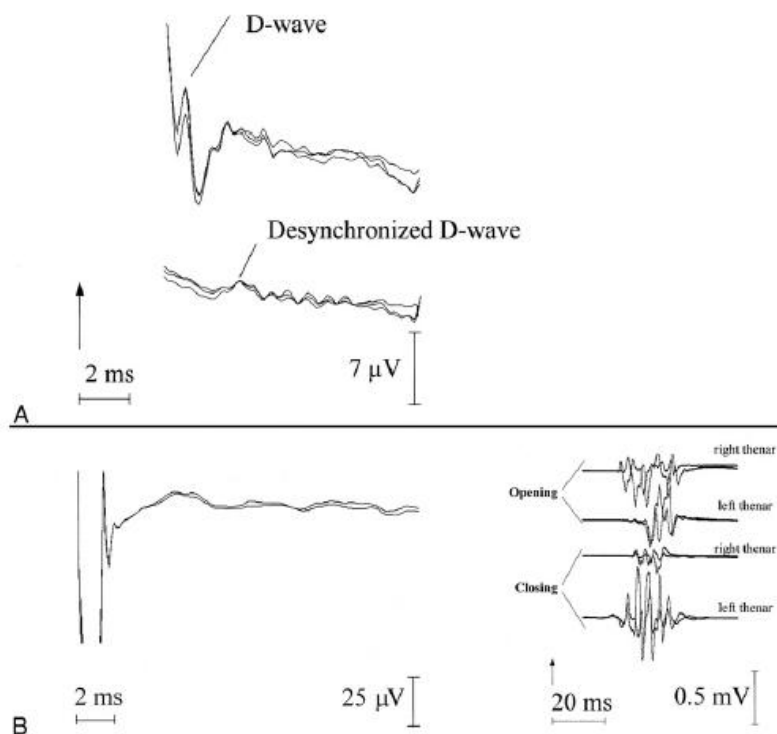 D-wave
Desynchronized D-wave
2 ms
7 µV
A
right thenar
Opening
left thenar
right thenar
Closing
left thenar
2 ms
25 µV
20 ms
0.5 mV
B